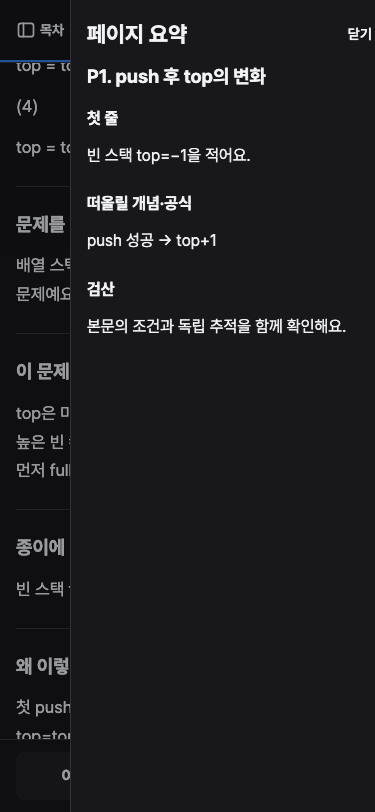 목차
페이지 요약
닫기
P1. push 후 top의 변화
첫 줄
빈 스택 top=−1을 적어요.
떠올릴 개념·공식
push 성공 → top+1
검산
본문의 조건과 독립 추적을 함께 확인해요.
top =
(4)
top =
문제를
배열
문제예요
이 문제
top은
높은 빈
먼저
종이에
빈 스택
왜
첫 push